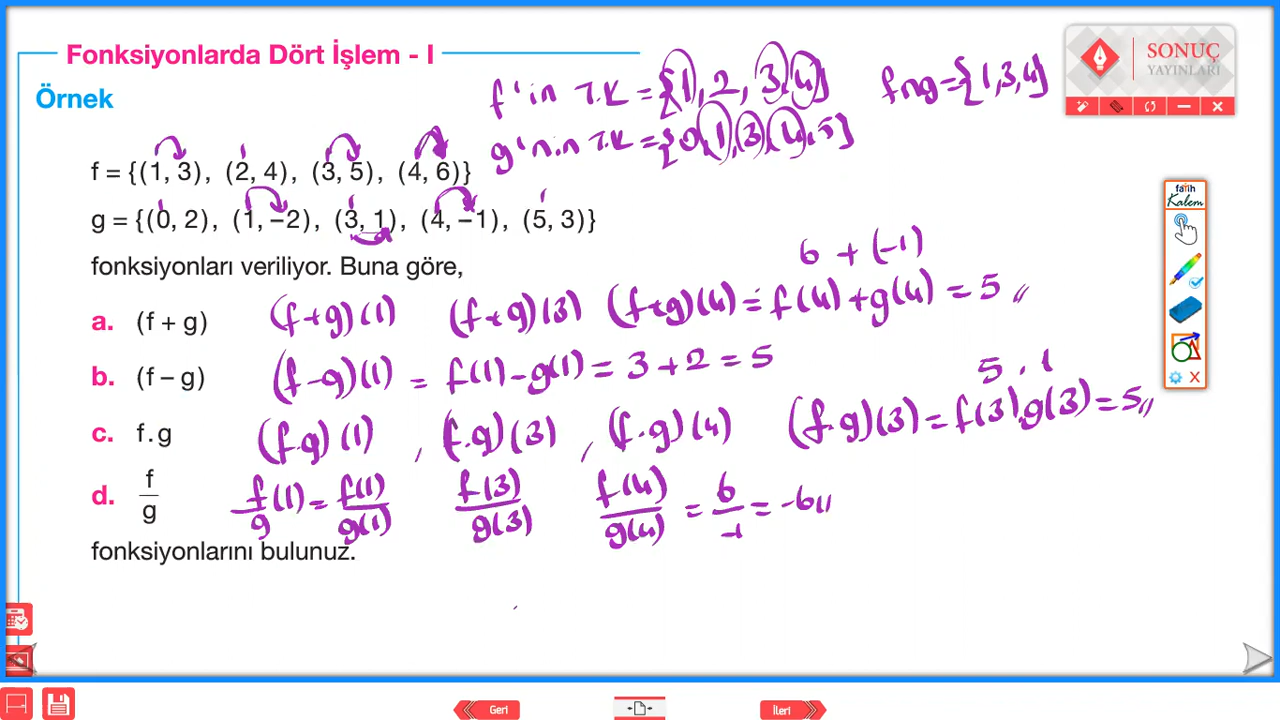 Fonksiyonlarda Dört İşlem - I
SONUÇ
YAYINLARI
Örnek
f' in T.K = {1, 2, 3, 4}
f∩g = {1, 3, 4}
g' nin T.K = {0, 1, 3, 4, 5}
f = {(1, 3), (2, 4), (3, 5), (4, 6)}
g = {(0, 2), (1, −2), (3, 1), (4, −1), (5, 3)}
fatih
Kalem
fonksiyonları veriliyor. Buna göre,
6 + (-1)
a. (f + g) (f+g)(1) (f+g)(3) (f+g)(4) = f(4)+g(4) = 5 //
b. (f – g) (f-g)(1) = f(1)-g(1) = 3 + 2 = 5
5 . 1
c. f . g (f.g)(1) , (f.g)(3) , (f.g)(4) (f.g)(3) = f(3).g(3) = 5 //
d. f/g f/g (1) = f(1)/g(1) f(3)/g(3) f(4)/g(4) = 6/-1 = -6 //
fonksiyonlarını bulunuz.
Geri
İleri